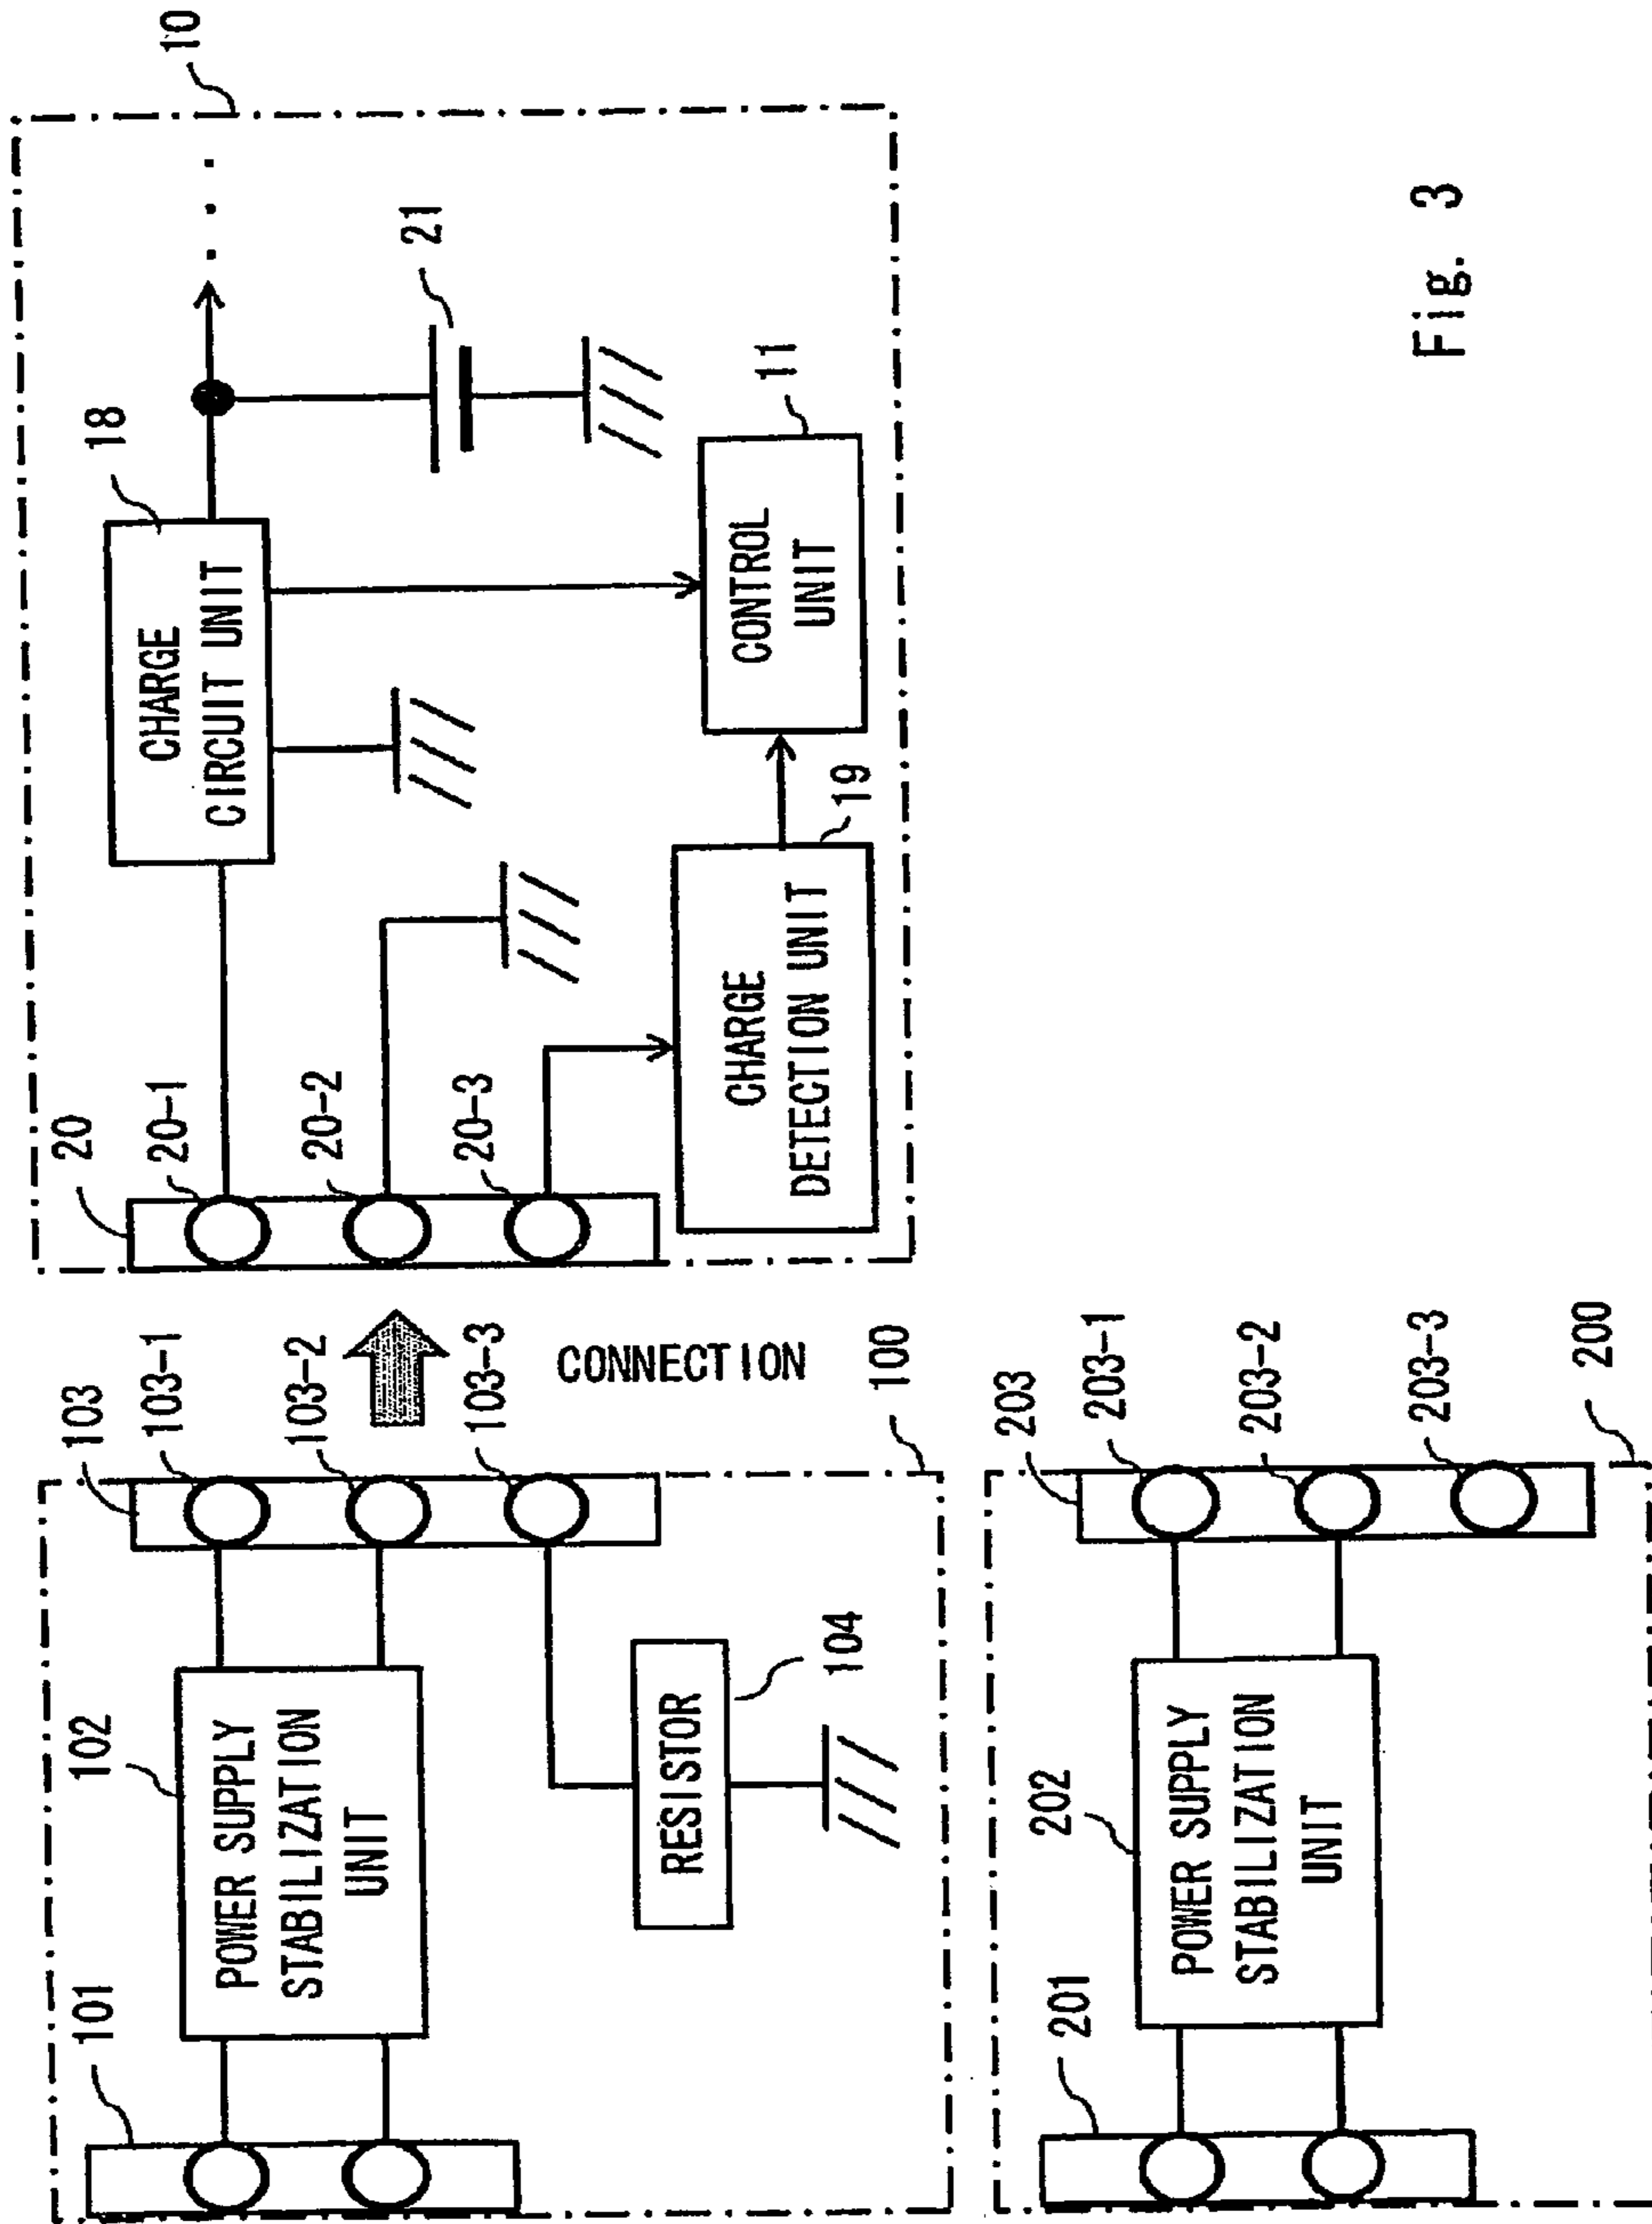 10
18
CHARGE
CIRCUIT UNIT
21
20
20-1
20-2
20-3
CONTROL
UNIT
11
CHARGE
DETECTION UNIT
19
CONNECTION
101
102
POWER SUPPLY
STABILIZATION
UNIT
103
103-1
103-2
103-3
RESISTOR
104
100
201
202
POWER SUPPLY
STABILIZATION
UNIT
203
203-1
203-2
203-3
200
Fig. 3